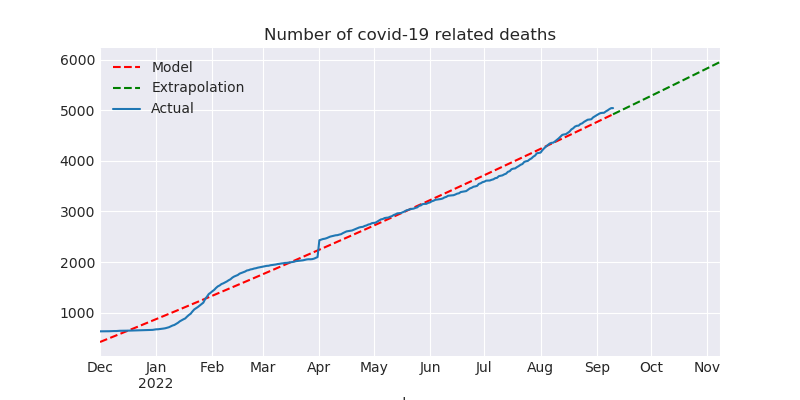 Number of covid-19 related deaths
6000
5000
4000
3000
2000
1000
Model
Extrapolation
Actual
Dec Jan Feb Mar Apr May Jun Jul Aug Sep Oct Nov
2022